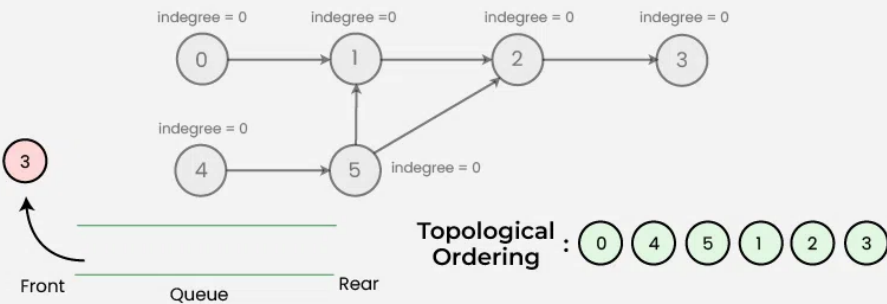 indegree = 0
indegree =0
indegree = 0
indegree = 0
0
1
2
3
indegree = 0
3
4
5
indegree = 0
Topological
Ordering
:
0
4
5
1
2
3
Front
Queue
Rear